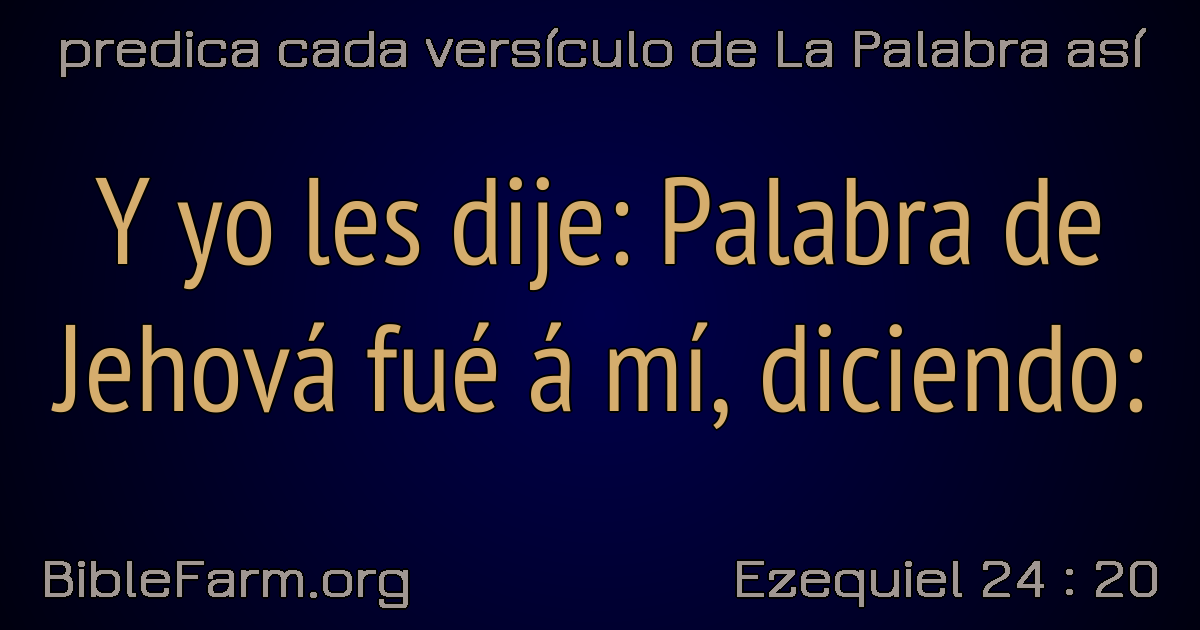 predica cada versículo de La Palabra así
Y yo les dije: Palabra de
Jehová fué á mí, diciendo:
BibleFarm.org
Ezequiel 24 : 20